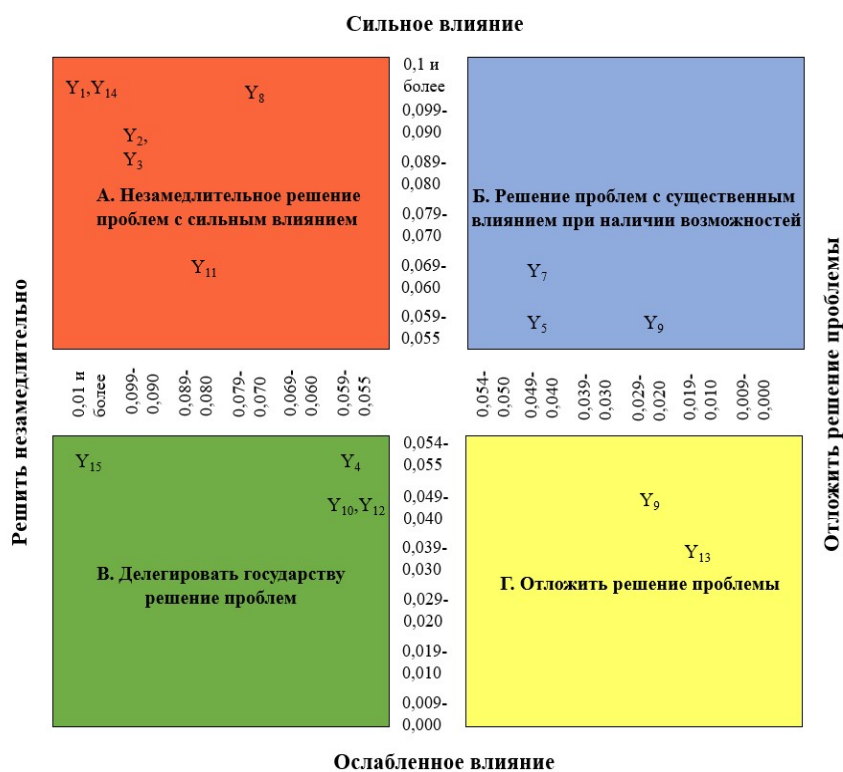 Сильное влияние
Y1,Y14
Y8
Y2,
Y3
А. Незамедлительное решение
проблем с сильным влиянием
Y11
0,1 и
более
0,099-
0,090
0,089-
0,080
0,079-
0,070
0,069-
0,060
0,059-
0,055
Б. Решение проблем с существенным
влиянием при наличии возможностей
Y7
Y5
Y9
Решить незамедлительно
Отложить решение проблемы
0,01 и
более
0,099-
0,090
0,089-
0,080
0,079-
0,070
0,069-
0,060
0,059-
0,055
0,054-
0,050
0,049-
0,040
0,039-
0,030
0,029-
0,020
0,019-
0,010
0,009-
0,000
Y15
Y4
Y10,Y12
В. Делегировать государству
решение проблем
0,054-
0,055
0,049-
0,040
0,039-
0,030
0,029-
0,020
0,019-
0,010
0,009-
0,000
Y9
Y13
Г. Отложить решение проблемы
Ослабленное влияние